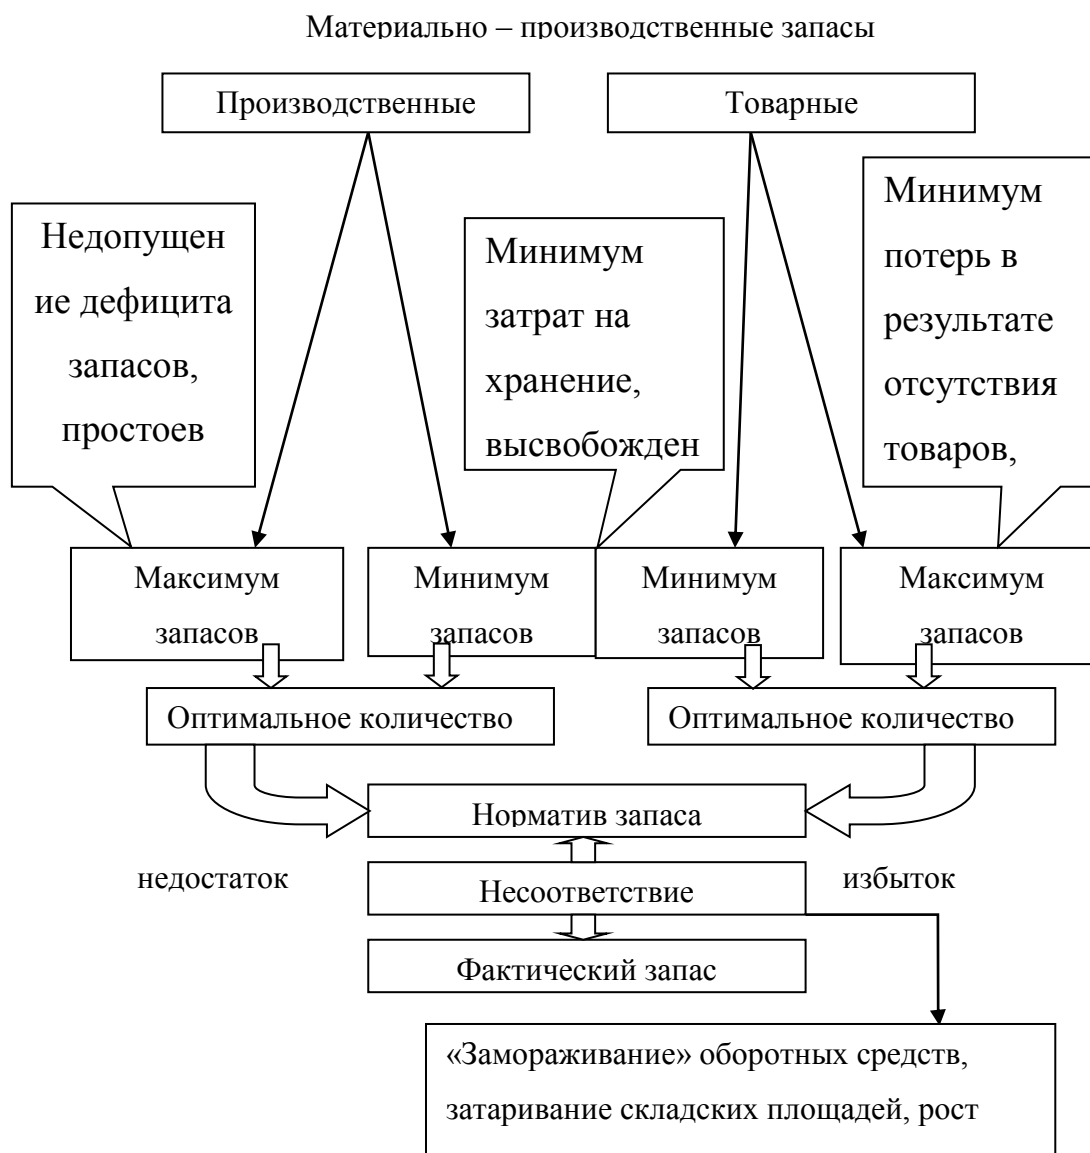 Материально – производственные запасы
Производственные
Товарные
Недопущен
ие дефицита
запасов,
простоев
Минимум
затрат на
хранение,
высвобожден
Минимум
потерь в
результате
отсутствия
товаров,
Максимум
запасов
Минимум
запасов
Минимум
запасов
Максимум
запасов
Оптимальное количество
Оптимальное количество
Норматив запаса
недостаток
Несоответствие
избыток
Фактический запас
«Замораживание» оборотных средств,
затаривание складских площадей, рост